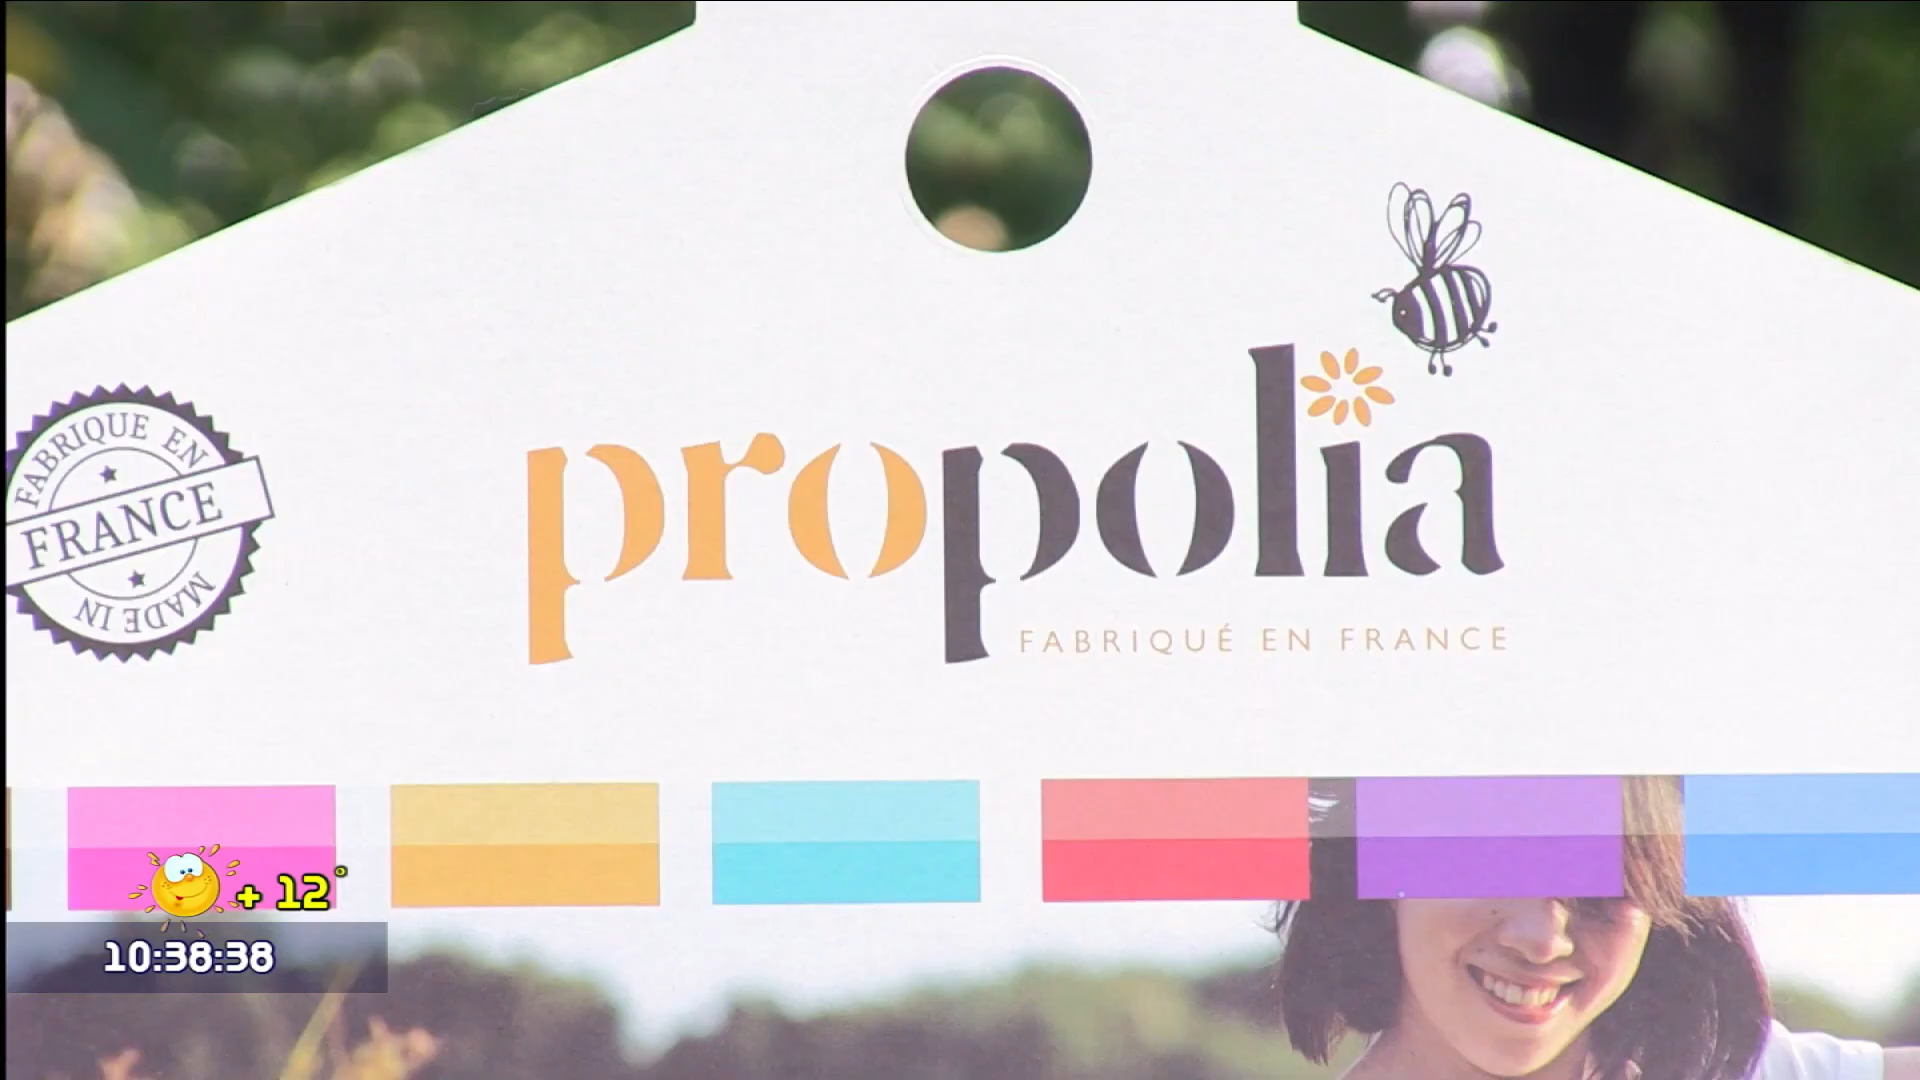 propolia
FABRIQUÉ EN FRANCE
FABRIQUE EN
FRANCE
MADE IN
+ 12°
10:38:38